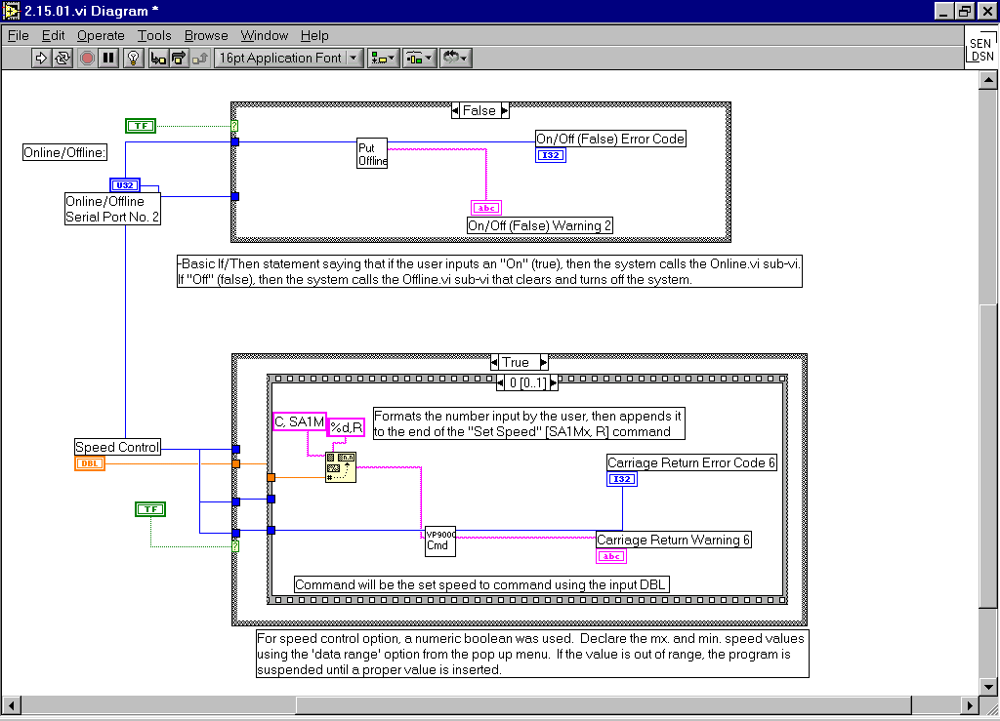 2.15.01.vi Diagram *
File Edit Operate Tools Browse Window Help
16pt Application Font
SEN
DSN
False
TF
?
Online/Offline:
Put
Offline
On/Off (False) Error Code
I32
U32
Online/Offline
Serial Port No. 2
abc
On/Off (False) Warning 2
-Basic If/Then statement saying that if the user inputs an "On" (true), then the system calls the Online.vi sub-vi.
If "Off" (false), then the system calls the Offline.vi sub-vi that clears and turns off the system.
True
0 [0..1]
C, SA1M
%d,R
Formats the number input by the user, then appends it
to the end of the "Set Speed" [SA1Mx, R] command
Speed Control
DBL
Carriage Return Error Code 6
I32
TF
?
VP9000
Cmd
Carriage Return Warning 6
abc
Command will be the set speed to command using the input DBL
For speed control option, a numeric boolean was used. Declare the mx. and min. speed values
using the 'data range' option from the pop up menu. If the value is out of range, the program is
suspended until a proper value is inserted.